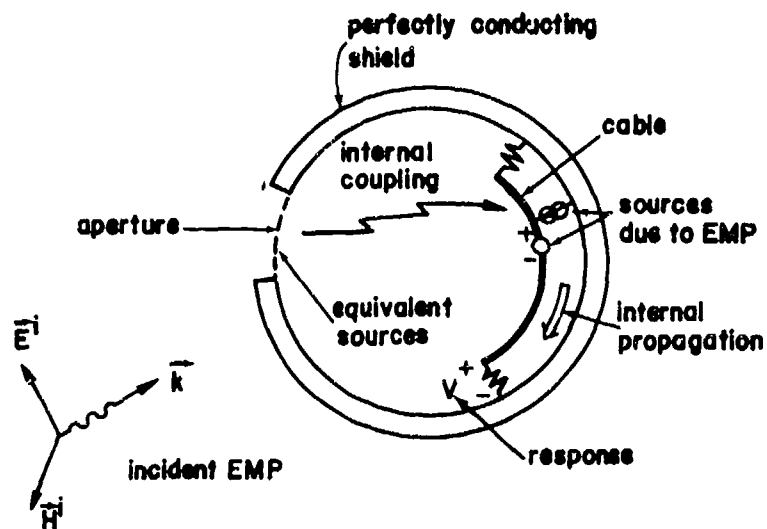 perfectly conducting
shield
internal
coupling
cable
aperture
sources
due to EMP
+
-
equivalent
sources
internal
propagation
E^i
k
+
V
-
response
incident EMP
H^i